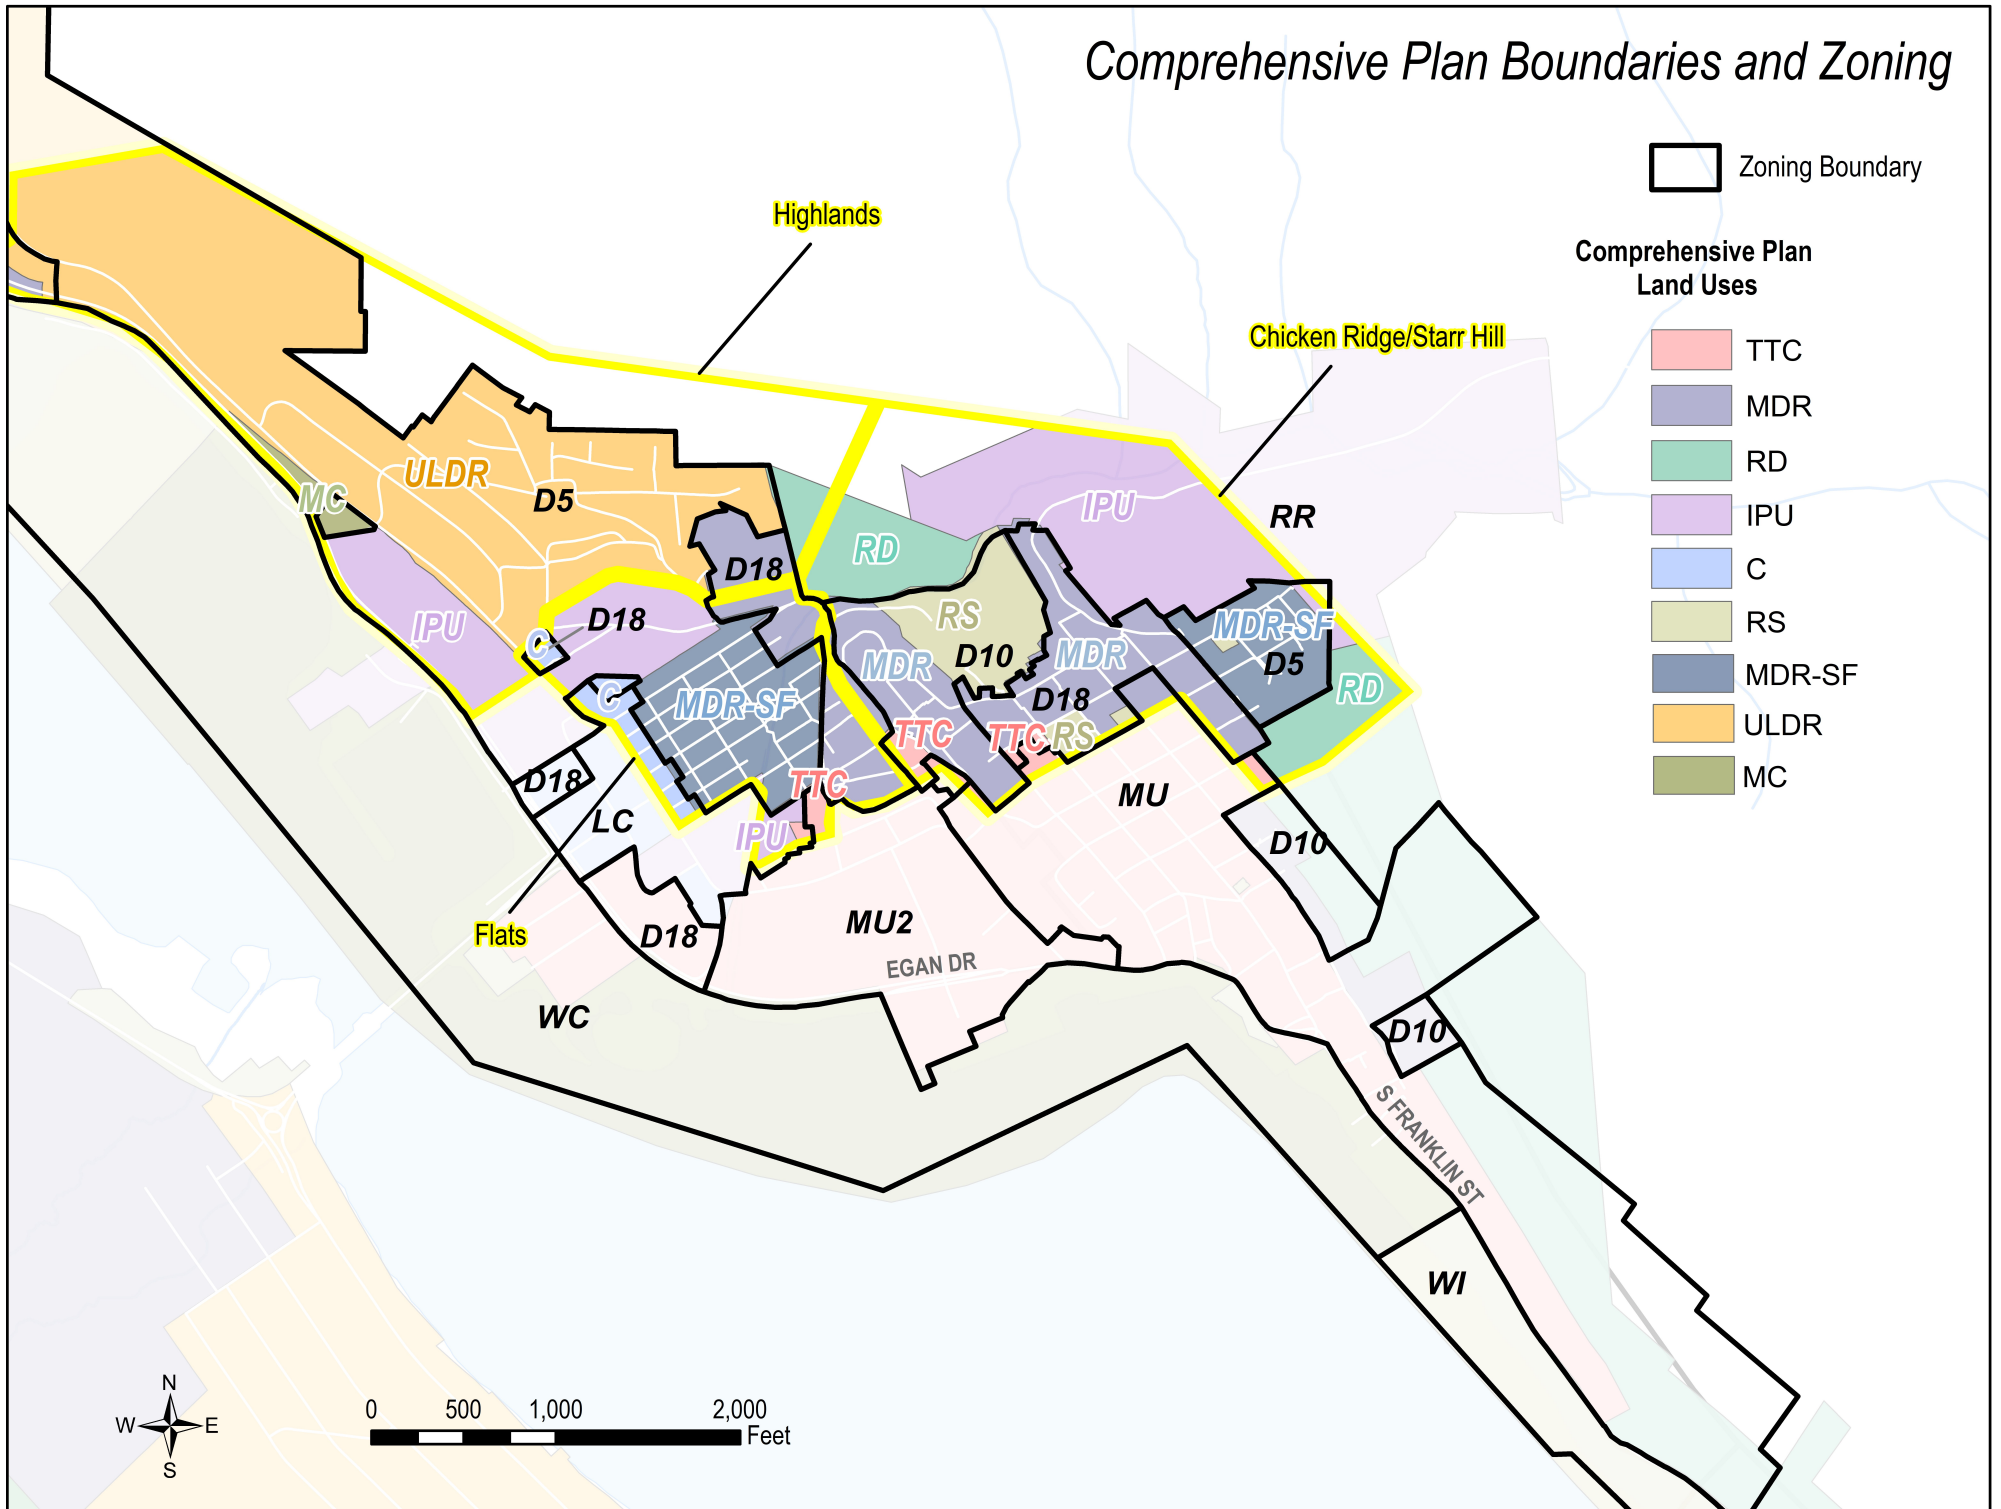 Comprehensive Plan Boundaries and Zoning
Zoning Boundary
Comprehensive Plan
Land Uses
TTC
MDR
RD
IPU
C
RS
MDR-SF
ULDR
MC
Highlands
Chicken Ridge/Starr Hill
ULDR
D5
MC
IPU
RR
RD
D18
IPU
D18
C
RS
D10
MDR
MDR
MDR-SF
D5
RD
C
MDR-SF
D18
TTC
TTC
RS
D18
TTC
LC
IPU
MU
D10
Flats
D18
MU2
EGAN DR
WC
D10
S FRANKLIN ST
WI
N
W
E
S
0
500
1,000
2,000
Feet